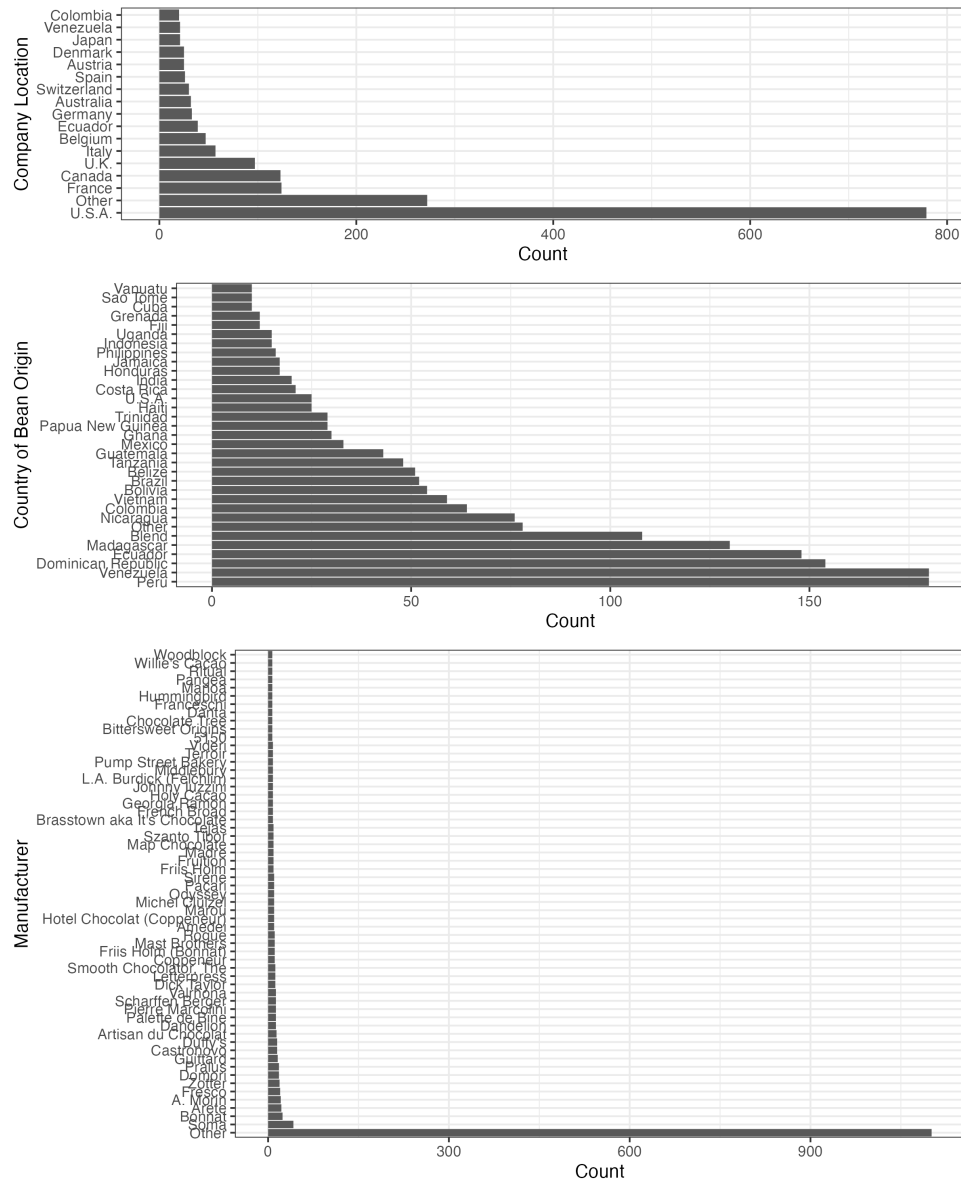 Company Location
Colombia
Venezuela
Japan
Denmark
Austria
Spain
Switzerland
Australia
Germany
Ecuador
Belgium
Italy
U.K.
Canada
France
Other
U.S.A.
0 200 400 600 800
Count
Country of Bean Origin
Vanuatu
Sao Tome
Cuba
Grenada
Fiji
Uganda
Indonesia
Philippines
Jamaica
Honduras
India
Costa Rica
U.S.A.
Haiti
Trinidad
Papua New Guinea
Ghana
Mexico
Guatemala
Tanzania
Belize
Brazil
Bolivia
Vietnam
Colombia
Nicaragua
Other
Blend
Madagascar
Ecuador
Dominican Republic
Venezuela
Peru
0 50 100 150
Count
Manufacturer
Woodblock
Willie's Cacao
Ritual
Pangea
Manoa
Hummingbird
Franceschi
Danta
Chocolate Tree
Bittersweet Origins
5150
Videri
Terroir
Pump Street Bakery
Middlebury
L.A. Burdick (Felchlin)
Johnny Iuzzini
Holy Cacao
Georgia Ramon
French Broad
Brasstown aka It's Chocolate
Tejas
Szanto Tibor
Map Chocolate
Madre
Fruition
Friis Holm
Sirene
Pacari
Odyssey
Michel Cluizel
Marou
Hotel Chocolat (Coppeneur)
Amedei
Rogue
Mast Brothers
Friis Holm (Bonnat)
Coppeneur
Smooth Chocolator, The
Letterpress
Dick Taylor
Valrhona
Scharffen Berger
Pierre Marcolini
Palette de Bine
Dandelion
Artisan du Chocolat
Duffy's
Castronovo
Guittard
Pralus
Domori
Zotter
Fresco
A. Morin
Arete
Bonnat
Soma
Other
0 300 600 900
Count